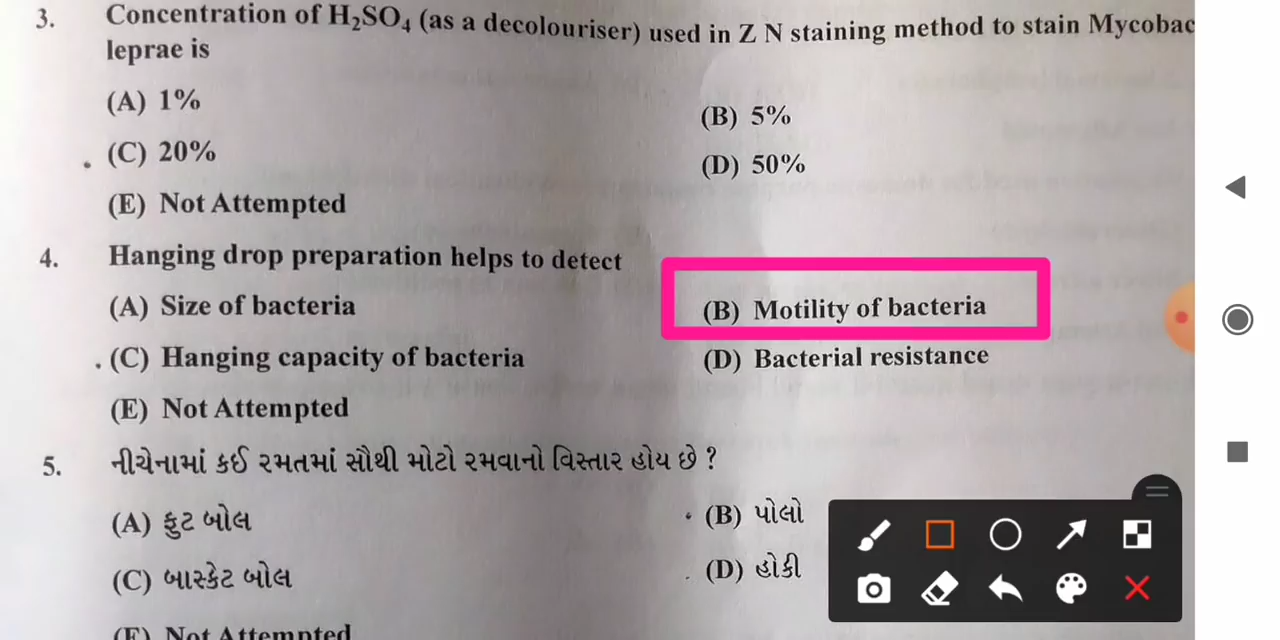 3. Concentration of H₂SO₄ (as a decolouriser) used in Z N staining method to stain Mycobac
leprae is
(A) 1%
(B) 5%
(C) 20%
(D) 50%
(E) Not Attempted
4. Hanging drop preparation helps to detect
(A) Size of bacteria
(B) Motility of bacteria
(C) Hanging capacity of bacteria
(D) Bacterial resistance
(E) Not Attempted
5. નીચેનામાં કઈ રમતમાં સૌથી મોટો રમવાનો વિસ્તાર હોય છે ?
(A) ફુટ બોલ
(B) પોલો
(C) બાસ્કેટ બોલ
(D) હોકી
(E) Not Attempted